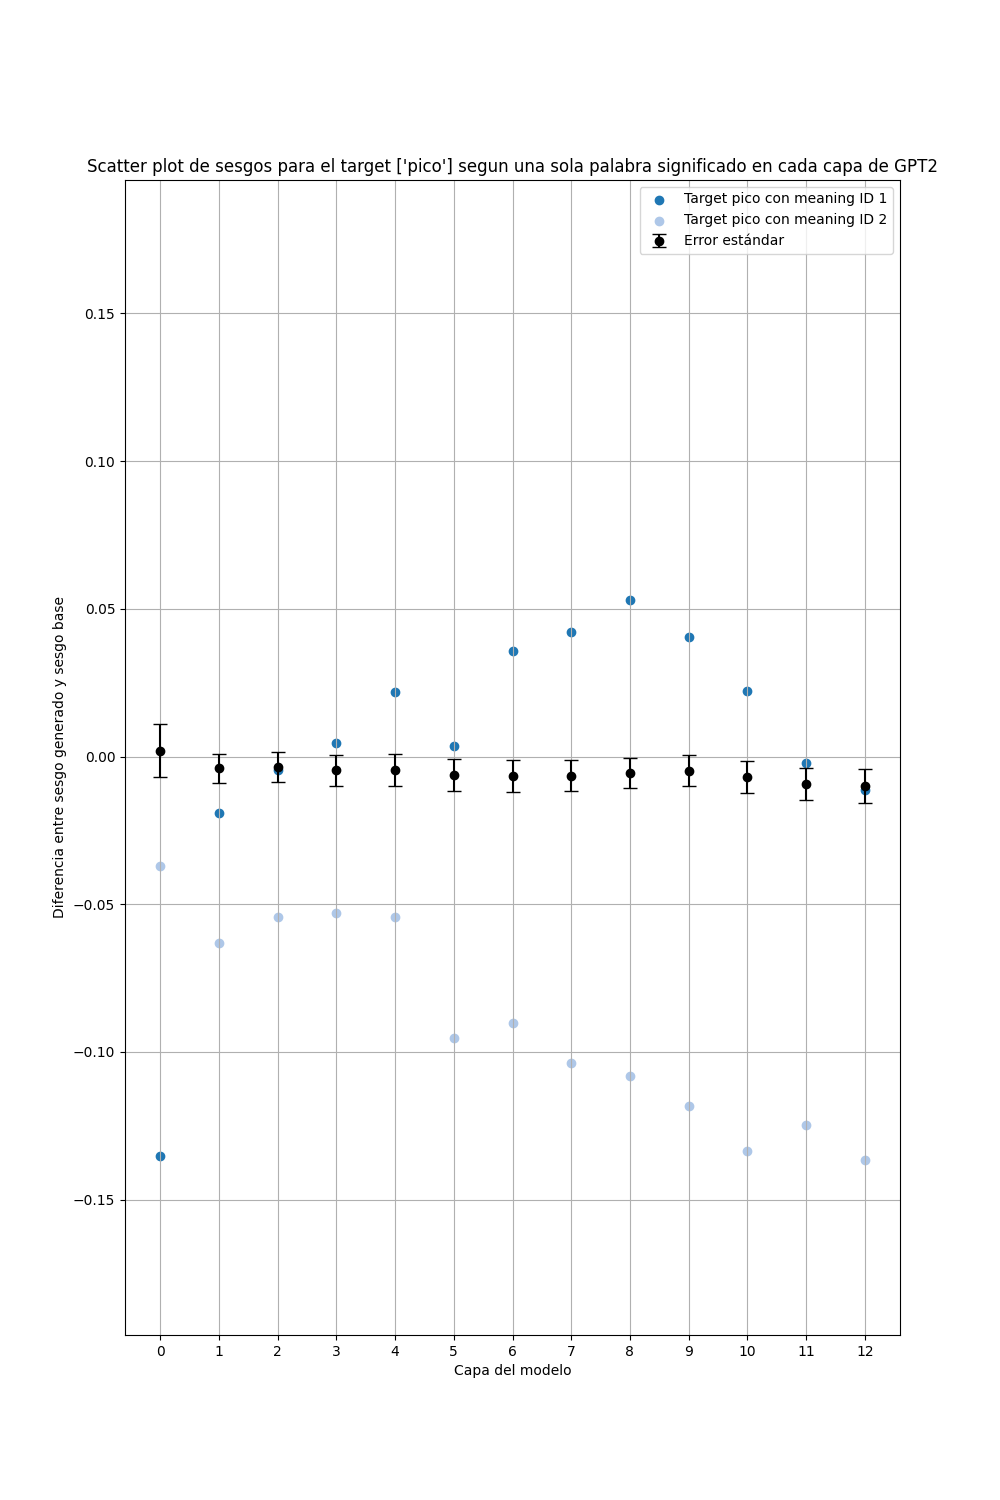 Scatter plot de sesgos para el target ['pico'] segun una sola palabra significado en cada capa de GPT2
Target pico con meaning ID 1
Target pico con meaning ID 2
Error estándar
0.15
0.10
0.05
0.00
−0.05
−0.10
−0.15
Diferencia entre sesgo generado y sesgo base
0 1 2 3 4 5 6 7 8 9 10 11 12
Capa del modelo